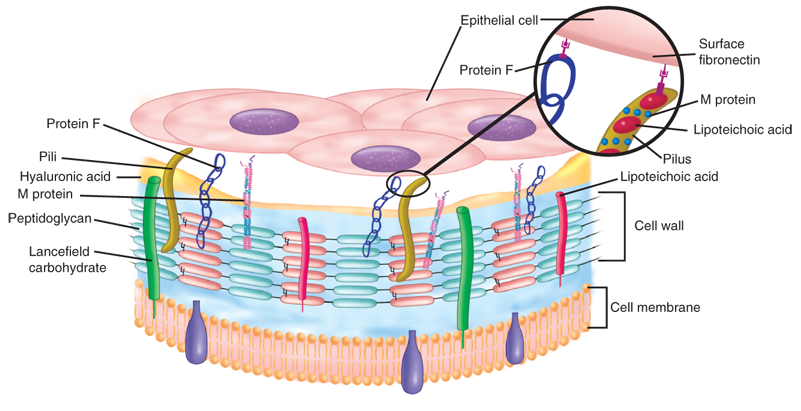 Epithelial cell
Surface
fibronectin
Protein F
M protein
Lipoteichoic acid
Pilus
Protein F
Pili
Hyaluronic acid
M protein
Peptidoglycan
Lancefield
carbohydrate
Lipoteichoic acid
Cell wall
Cell membrane